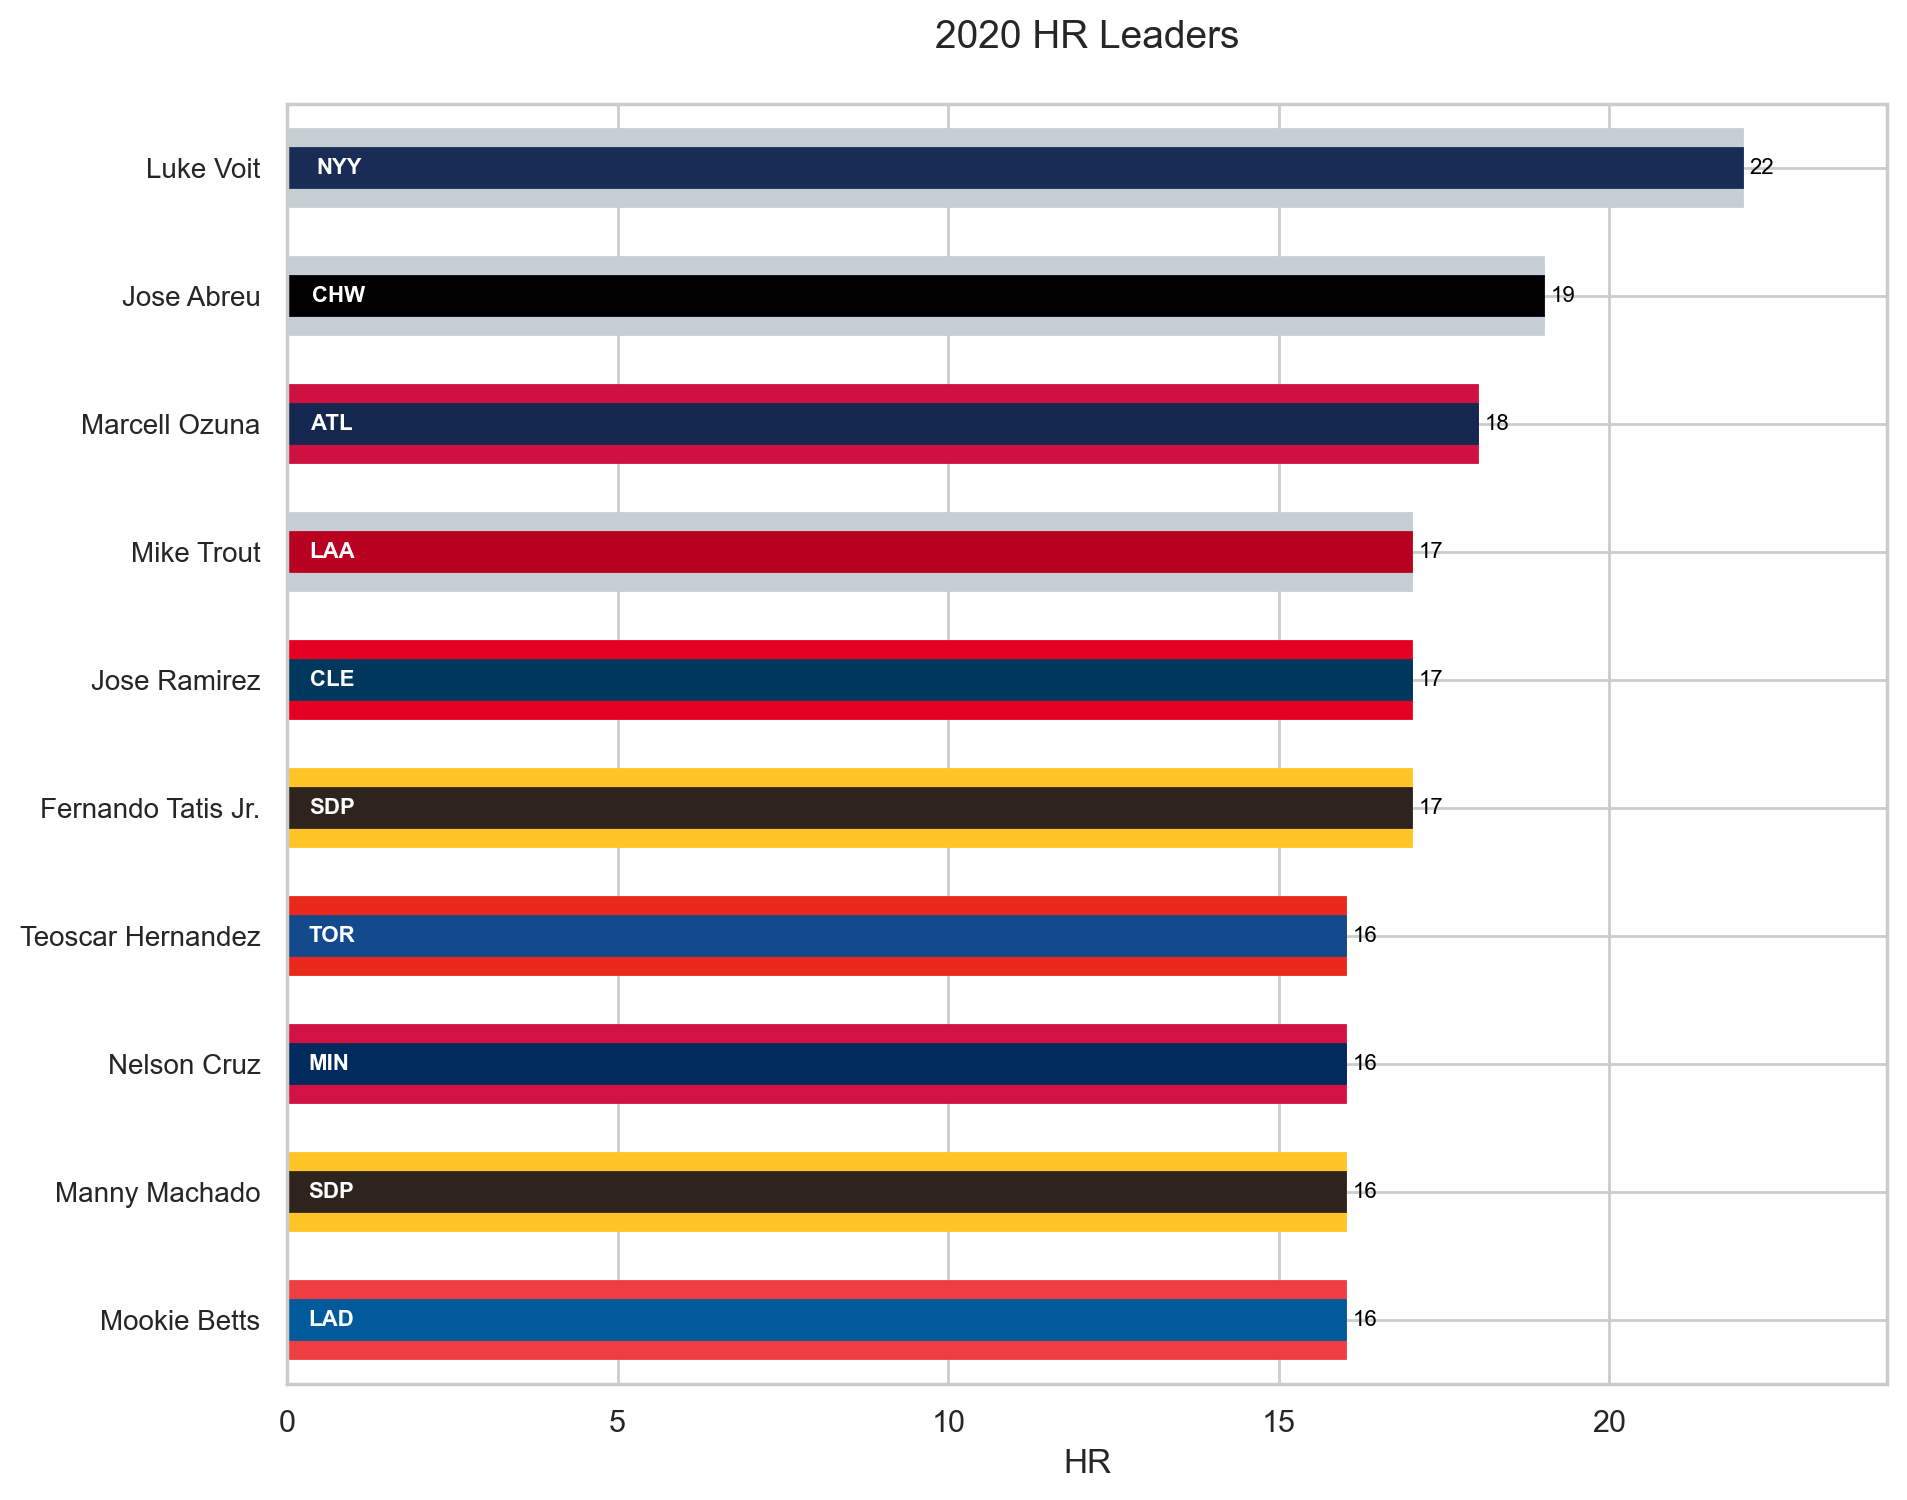 2020 HR Leaders
Luke Voit NYY 22
Jose Abreu CHW 19
Marcell Ozuna ATL 18
Mike Trout LAA 17
Jose Ramirez CLE 17
Fernando Tatis Jr. SDP 17
Teoscar Hernandez TOR 16
Nelson Cruz MIN 16
Manny Machado SDP 16
Mookie Betts LAD 16
0 5 10 15 20
HR